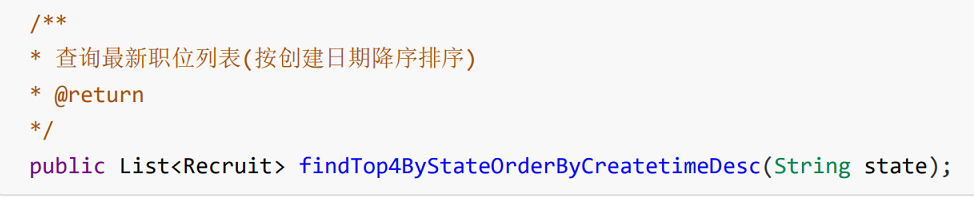 /**
* 查询最新职位列表(按创建日期降序排序)
* @return
*/
public List<Recruit> findTop4ByStateOrderByCreatetimeDesc(String state);